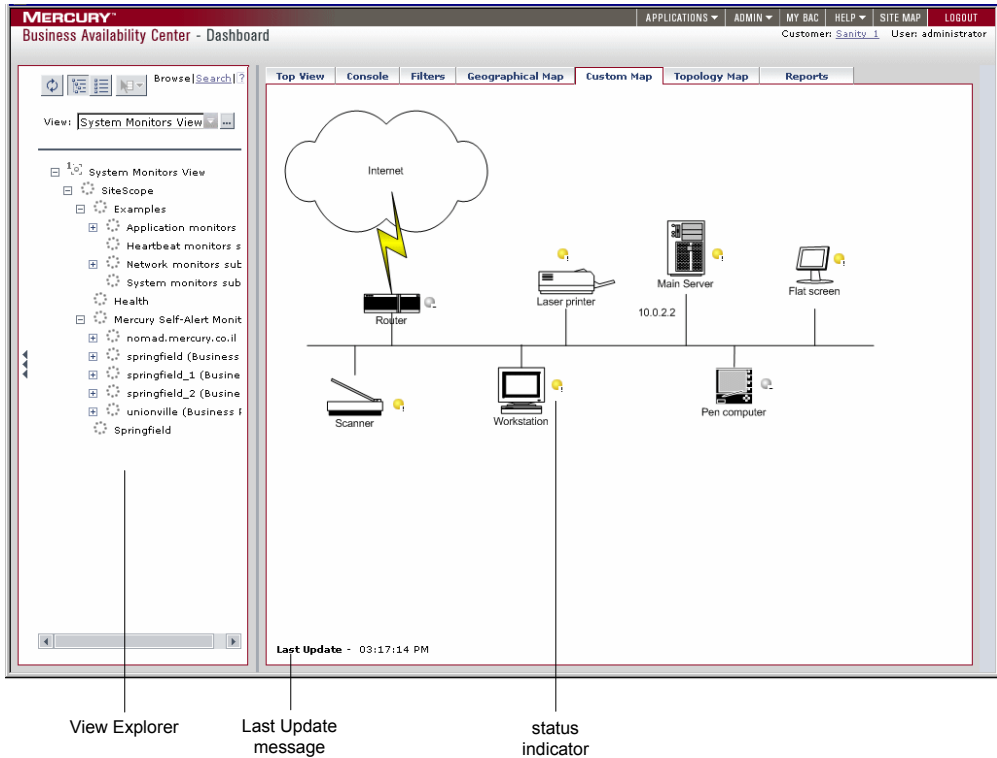 MERCURY™
APPLICATIONS ADMIN MY BAC HELP SITE MAP LOGOUT
Business Availability Center - Dashboard
Customer: Sanity_1 User: administrator
Browse|Search|?
View: System Monitors View ...
System Monitors View
SiteScope
Examples
Application monitors
Heartbeat monitors s
Network monitors sub
System monitors sub
Health
Mercury Self-Alert Monit
nomad.mercury.co.il
springfield (Business
springfield_1 (Busine
springfield_2 (Busine
unionville (Business
Springfield
Top View Console Filters Geographical Map Custom Map Topology Map Reports
Internet
Router
Laser printer
Main Server
10.0.2.2
Flat screen
Scanner
Workstation
Pen computer
Last Update - 03:17:14 PM
View Explorer
Last Update
message
status
indicator